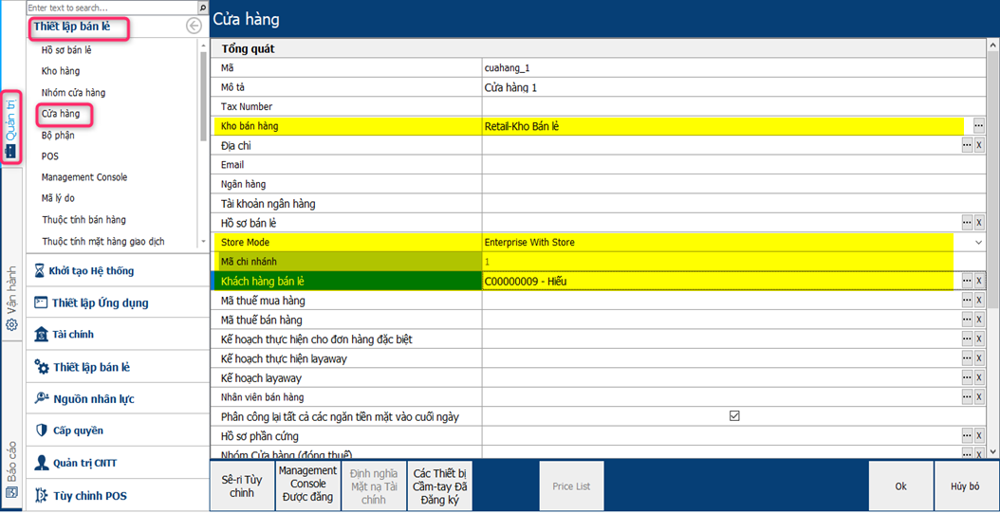 Enter text to search...
Thiết lập bán lẻ
Hồ sơ bán lẻ
Kho hàng
Nhóm cửa hàng
Cửa hàng
Bộ phận
POS
Management Console
Mã lý do
Thuộc tính bán hàng
Thuộc tính mặt hàng giao dịch
Khởi tạo Hệ thống
Thiết lập Ứng dụng
Tài chính
Thiết lập bán lẻ
Nguồn nhân lực
Cấp quyền
Quản trị CNTT
Tùy chỉnh POS
Quản trị
Vận hành
Báo cáo
Cửa hàng
Tổng quát
Mã cuahang_1
Mô tả Cửa hàng 1
Tax Number
Kho bán hàng Retail-Kho Bán lẻ ...
Địa chỉ ... X
Email
Ngân hàng
Tài khoản ngân hàng
Hồ sơ bán lẻ ... X
Store Mode Enterprise With Store
Mã chi nhánh 1
Khách hàng bán lẻ C00000009 - Hiếu ... X
Mã thuế mua hàng ... X
Mã thuế bán hàng ... X
Kế hoạch thực hiện cho đơn hàng đặc biệt ... X
Kế hoạch thực hiện layaway ... X
Kế hoạch layaway ... X
Nhân viên bán hàng ... X
Phân công lại tất cả các ngăn tiền mặt vào cuối ngày
Hồ sơ phần cứng ... X
Nhóm Cửa hàng (đóng thuế) ... X
Sê-ri Tùy
chỉnh
Management
Console
Được đăng
Định nghĩa
Mặt nạ Tài
chính
Các Thiết bị
Cầm-tay Đã
Đăng ký
Price List
Ok
Hủy bỏ